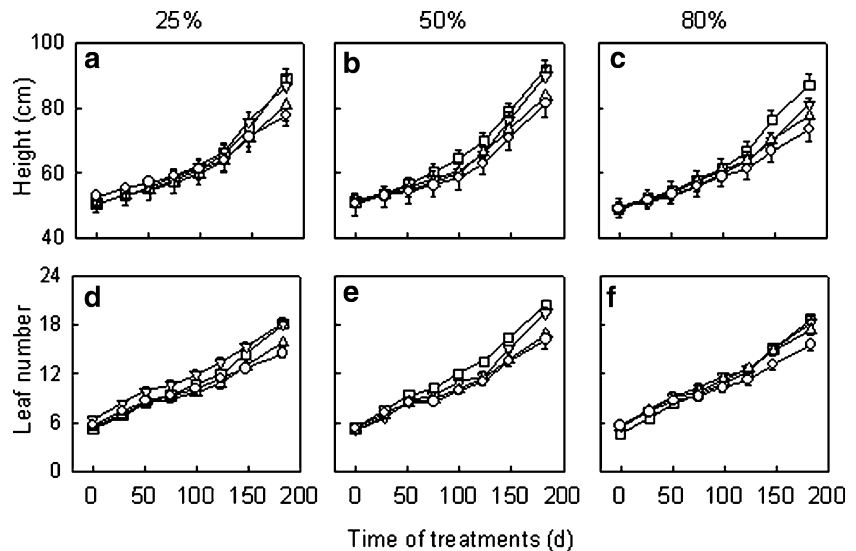 25% 50% 80%
100 a b c
80
60
40
Height (cm)
24 d e f
18
12
6
0
Leaf number
0 50 100 150 200 0 50 100 150 200 0 50 100 150 200
Time of treatments (d)